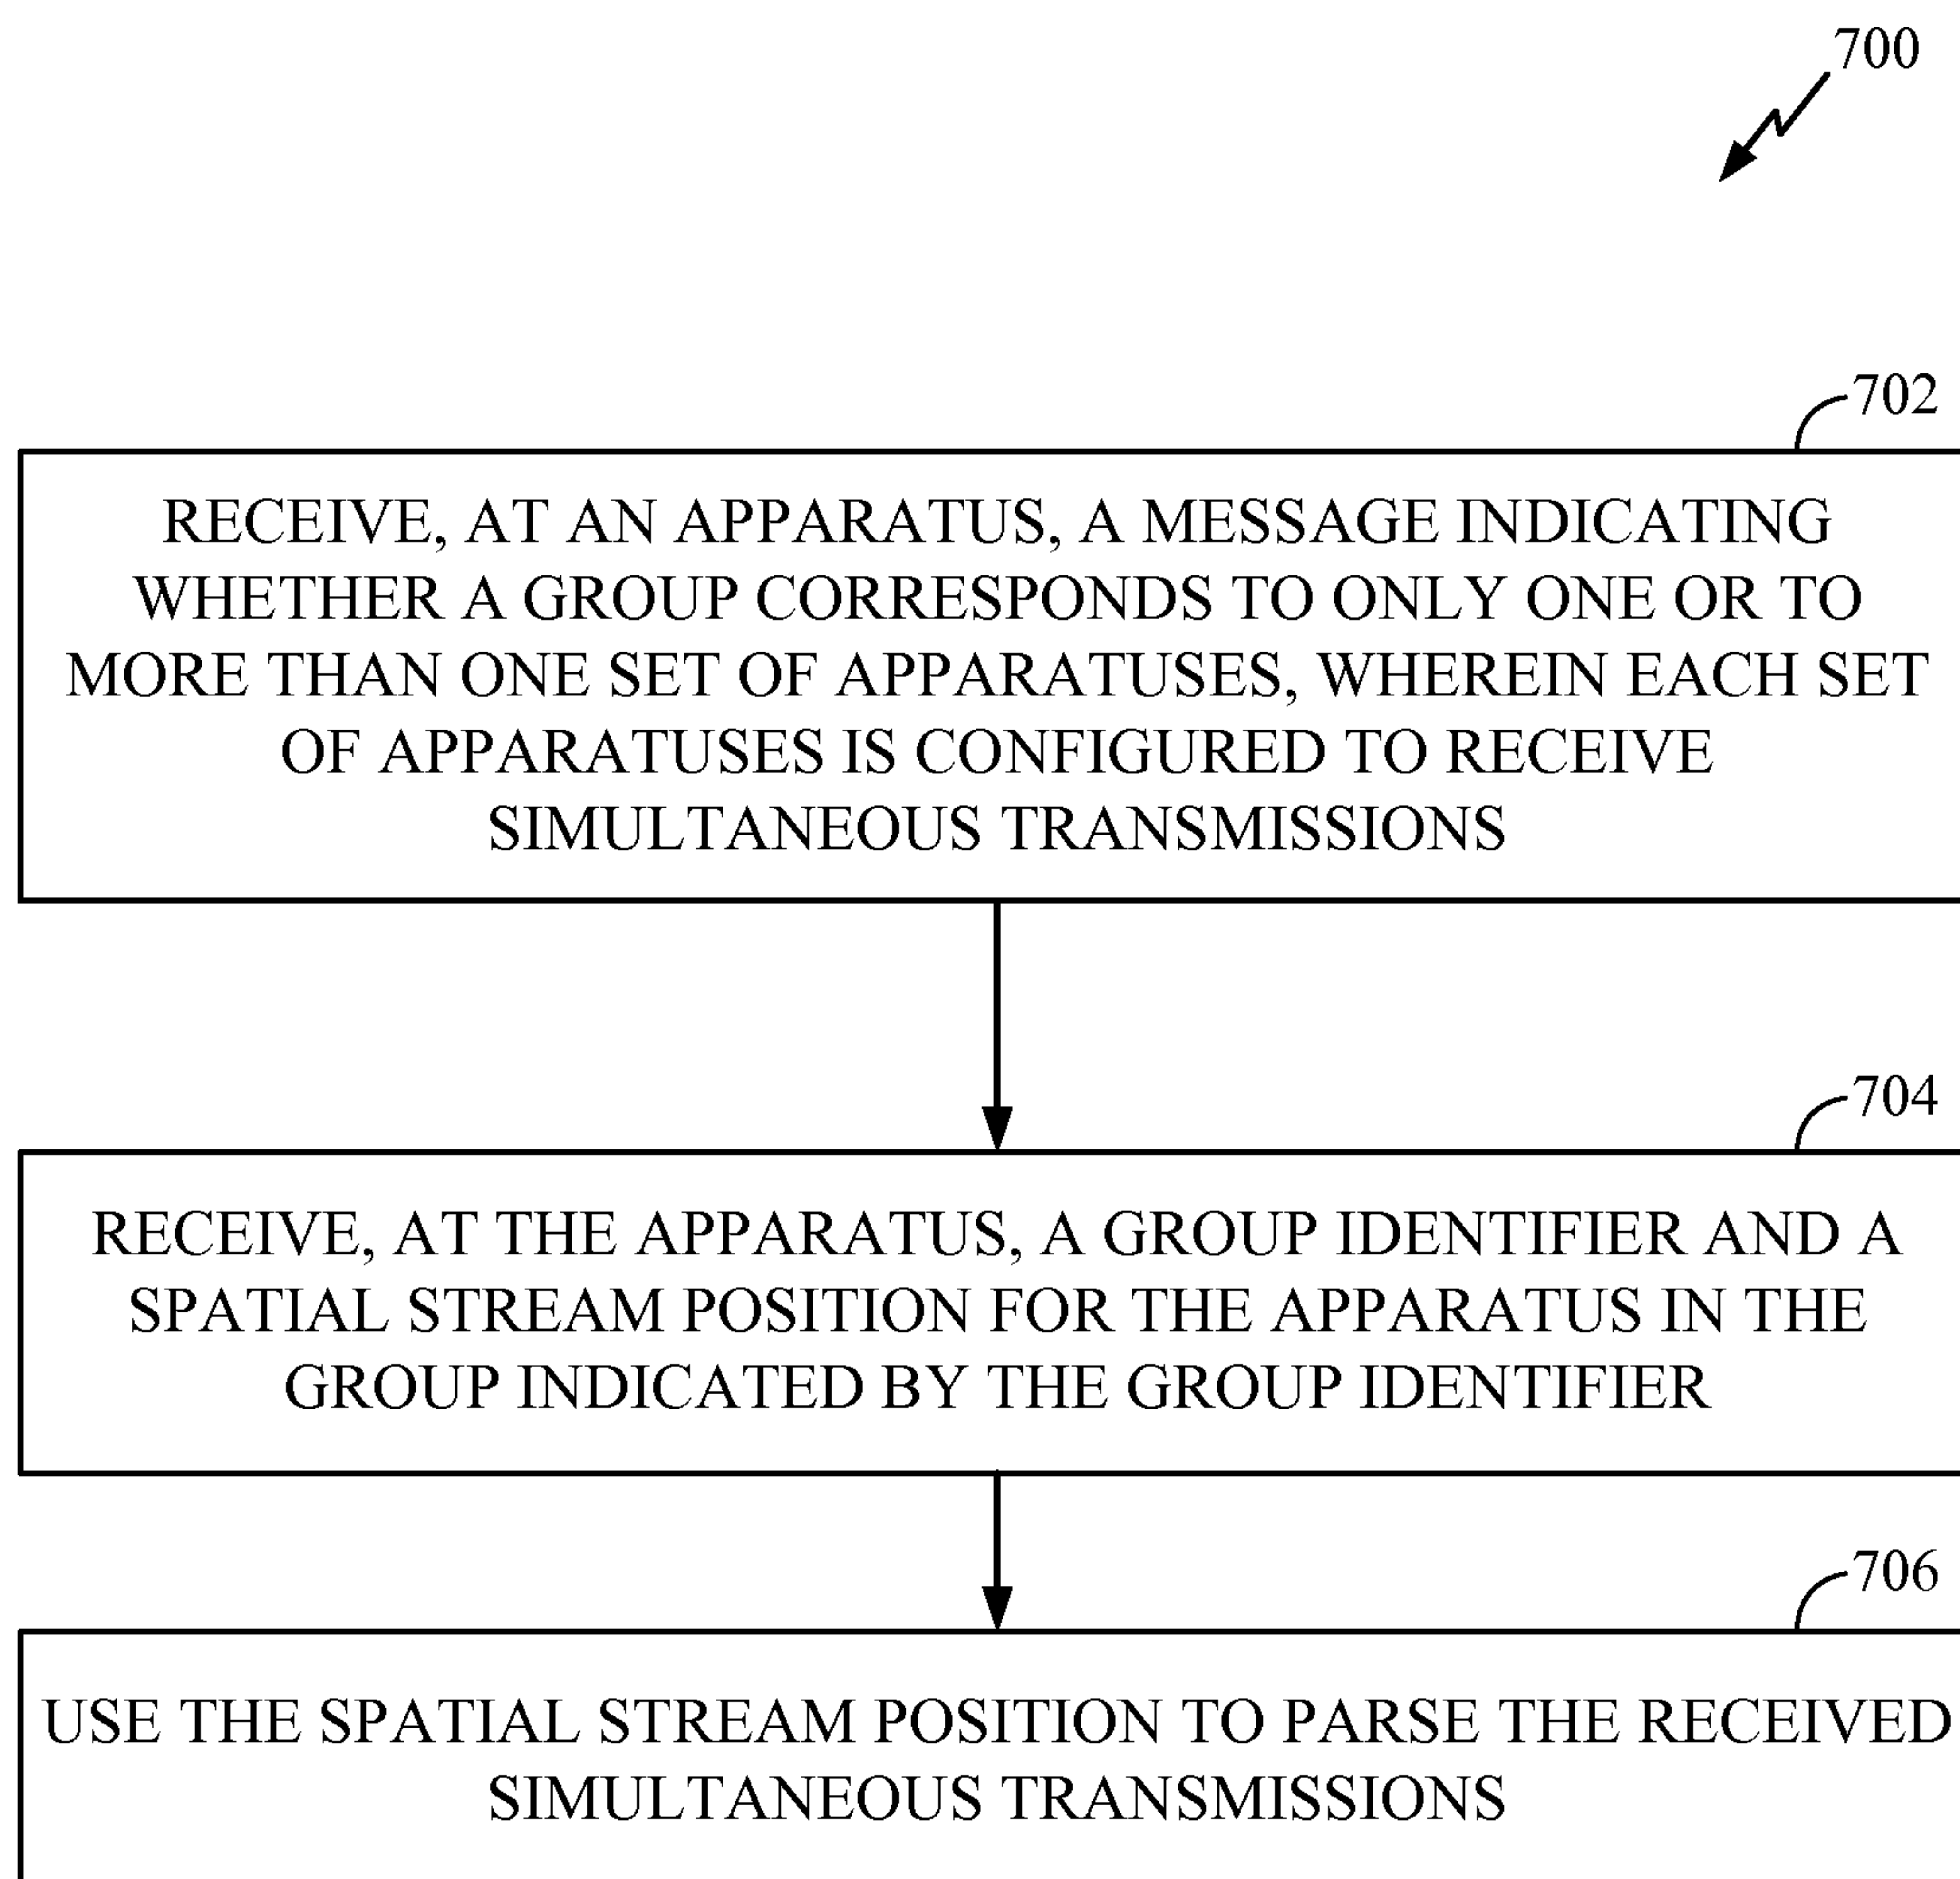 700
702
RECEIVE, AT AN APPARATUS, A MESSAGE INDICATING
WHETHER A GROUP CORRESPONDS TO ONLY ONE OR TO
MORE THAN ONE SET OF APPARATUSES, WHEREIN EACH SET
OF APPARATUSES IS CONFIGURED TO RECEIVE
SIMULTANEOUS TRANSMISSIONS
704
RECEIVE, AT THE APPARATUS, A GROUP IDENTIFIER AND A
SPATIAL STREAM POSITION FOR THE APPARATUS IN THE
GROUP INDICATED BY THE GROUP IDENTIFIER
706
USE THE SPATIAL STREAM POSITION TO PARSE THE RECEIVED
SIMULTANEOUS TRANSMISSIONS